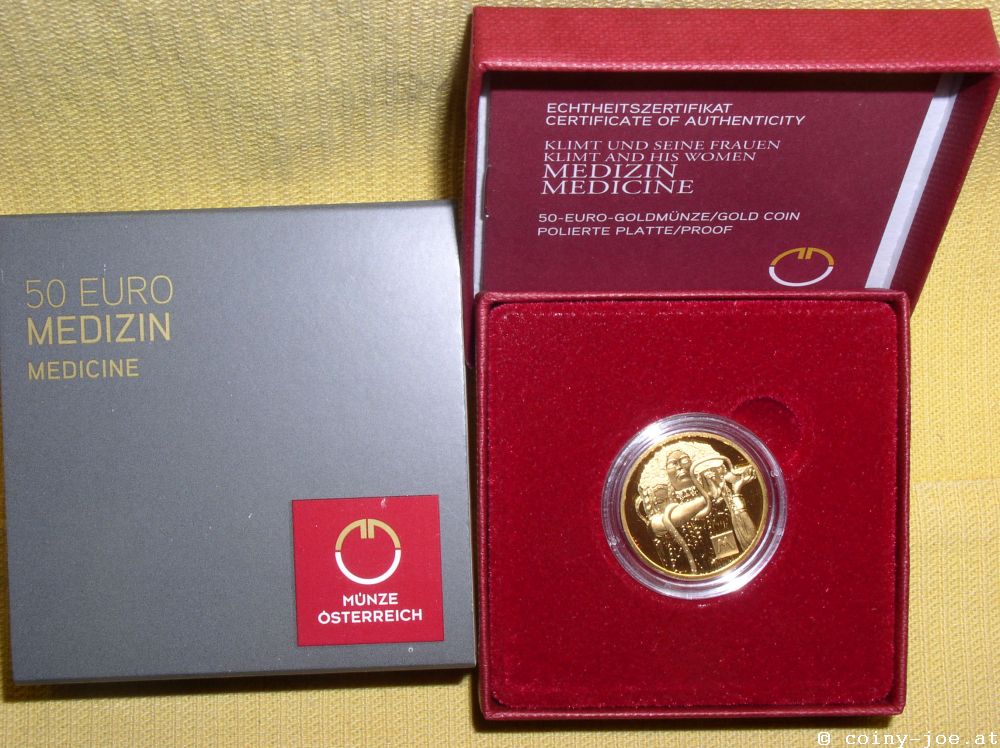 50 EURO
MEDIZIN
MEDICINE
MÜNZE
ÖSTERREICH
ECHTHEITSZERTIFIKAT
CERTIFICATE OF AUTHENTICITY
KLIMT UND SEINE FRAUEN
KLIMT AND HIS WOMEN
MEDIZIN
MEDICINE
50-EURO-GOLDMÜNZE/GOLD COIN
POLIERTE PLATTE/PROOF
© coiny-joe.at